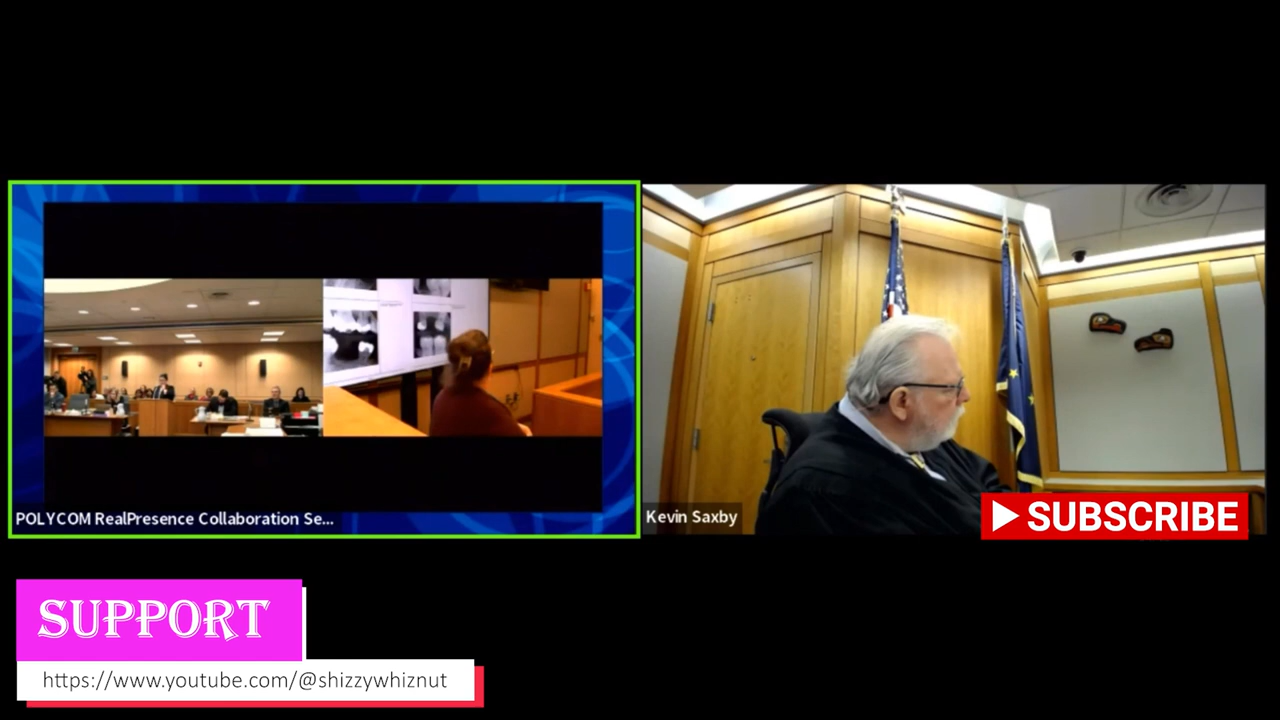 POLYCOM RealPresence Collaboration Se...
Kevin Saxby
SUBSCRIBE
SUPPORT
https://www.youtube.com/@shizzywhiznut